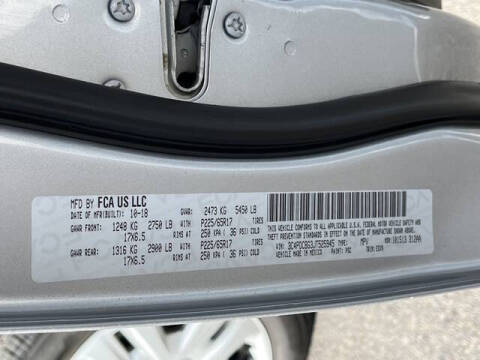 MFD BY FCA US LLC
DATE OF MFR(BUILT): 10-18 GVWR: 2473 KG 5450 LB
GAWR FRONT: 1248 KG 2750 LB WITH P225/65R17 TIRES
17X6.5 RIMS AT 250 KPA( 36 PSI) COLD
GAWR REAR: 1316 KG 2900 LB WITH P225/65R17 TIRES
17X6.5 RIMS AT 250 KPA( 36 PSI) COLD
THIS VEHICLE CONFORMS TO ALL APPLICABLE U.S.A.
FEDERAL MOTOR VEHICLE SAFETY AND
THEFT PREVENTION STANDARDS IN EFFECT ON THE DATE OF MANUFACTURE SHOWN ABOVE.
VIN: TYPE: MPV
VEHICLE MADE IN MEXICO PAINT: TRIM: